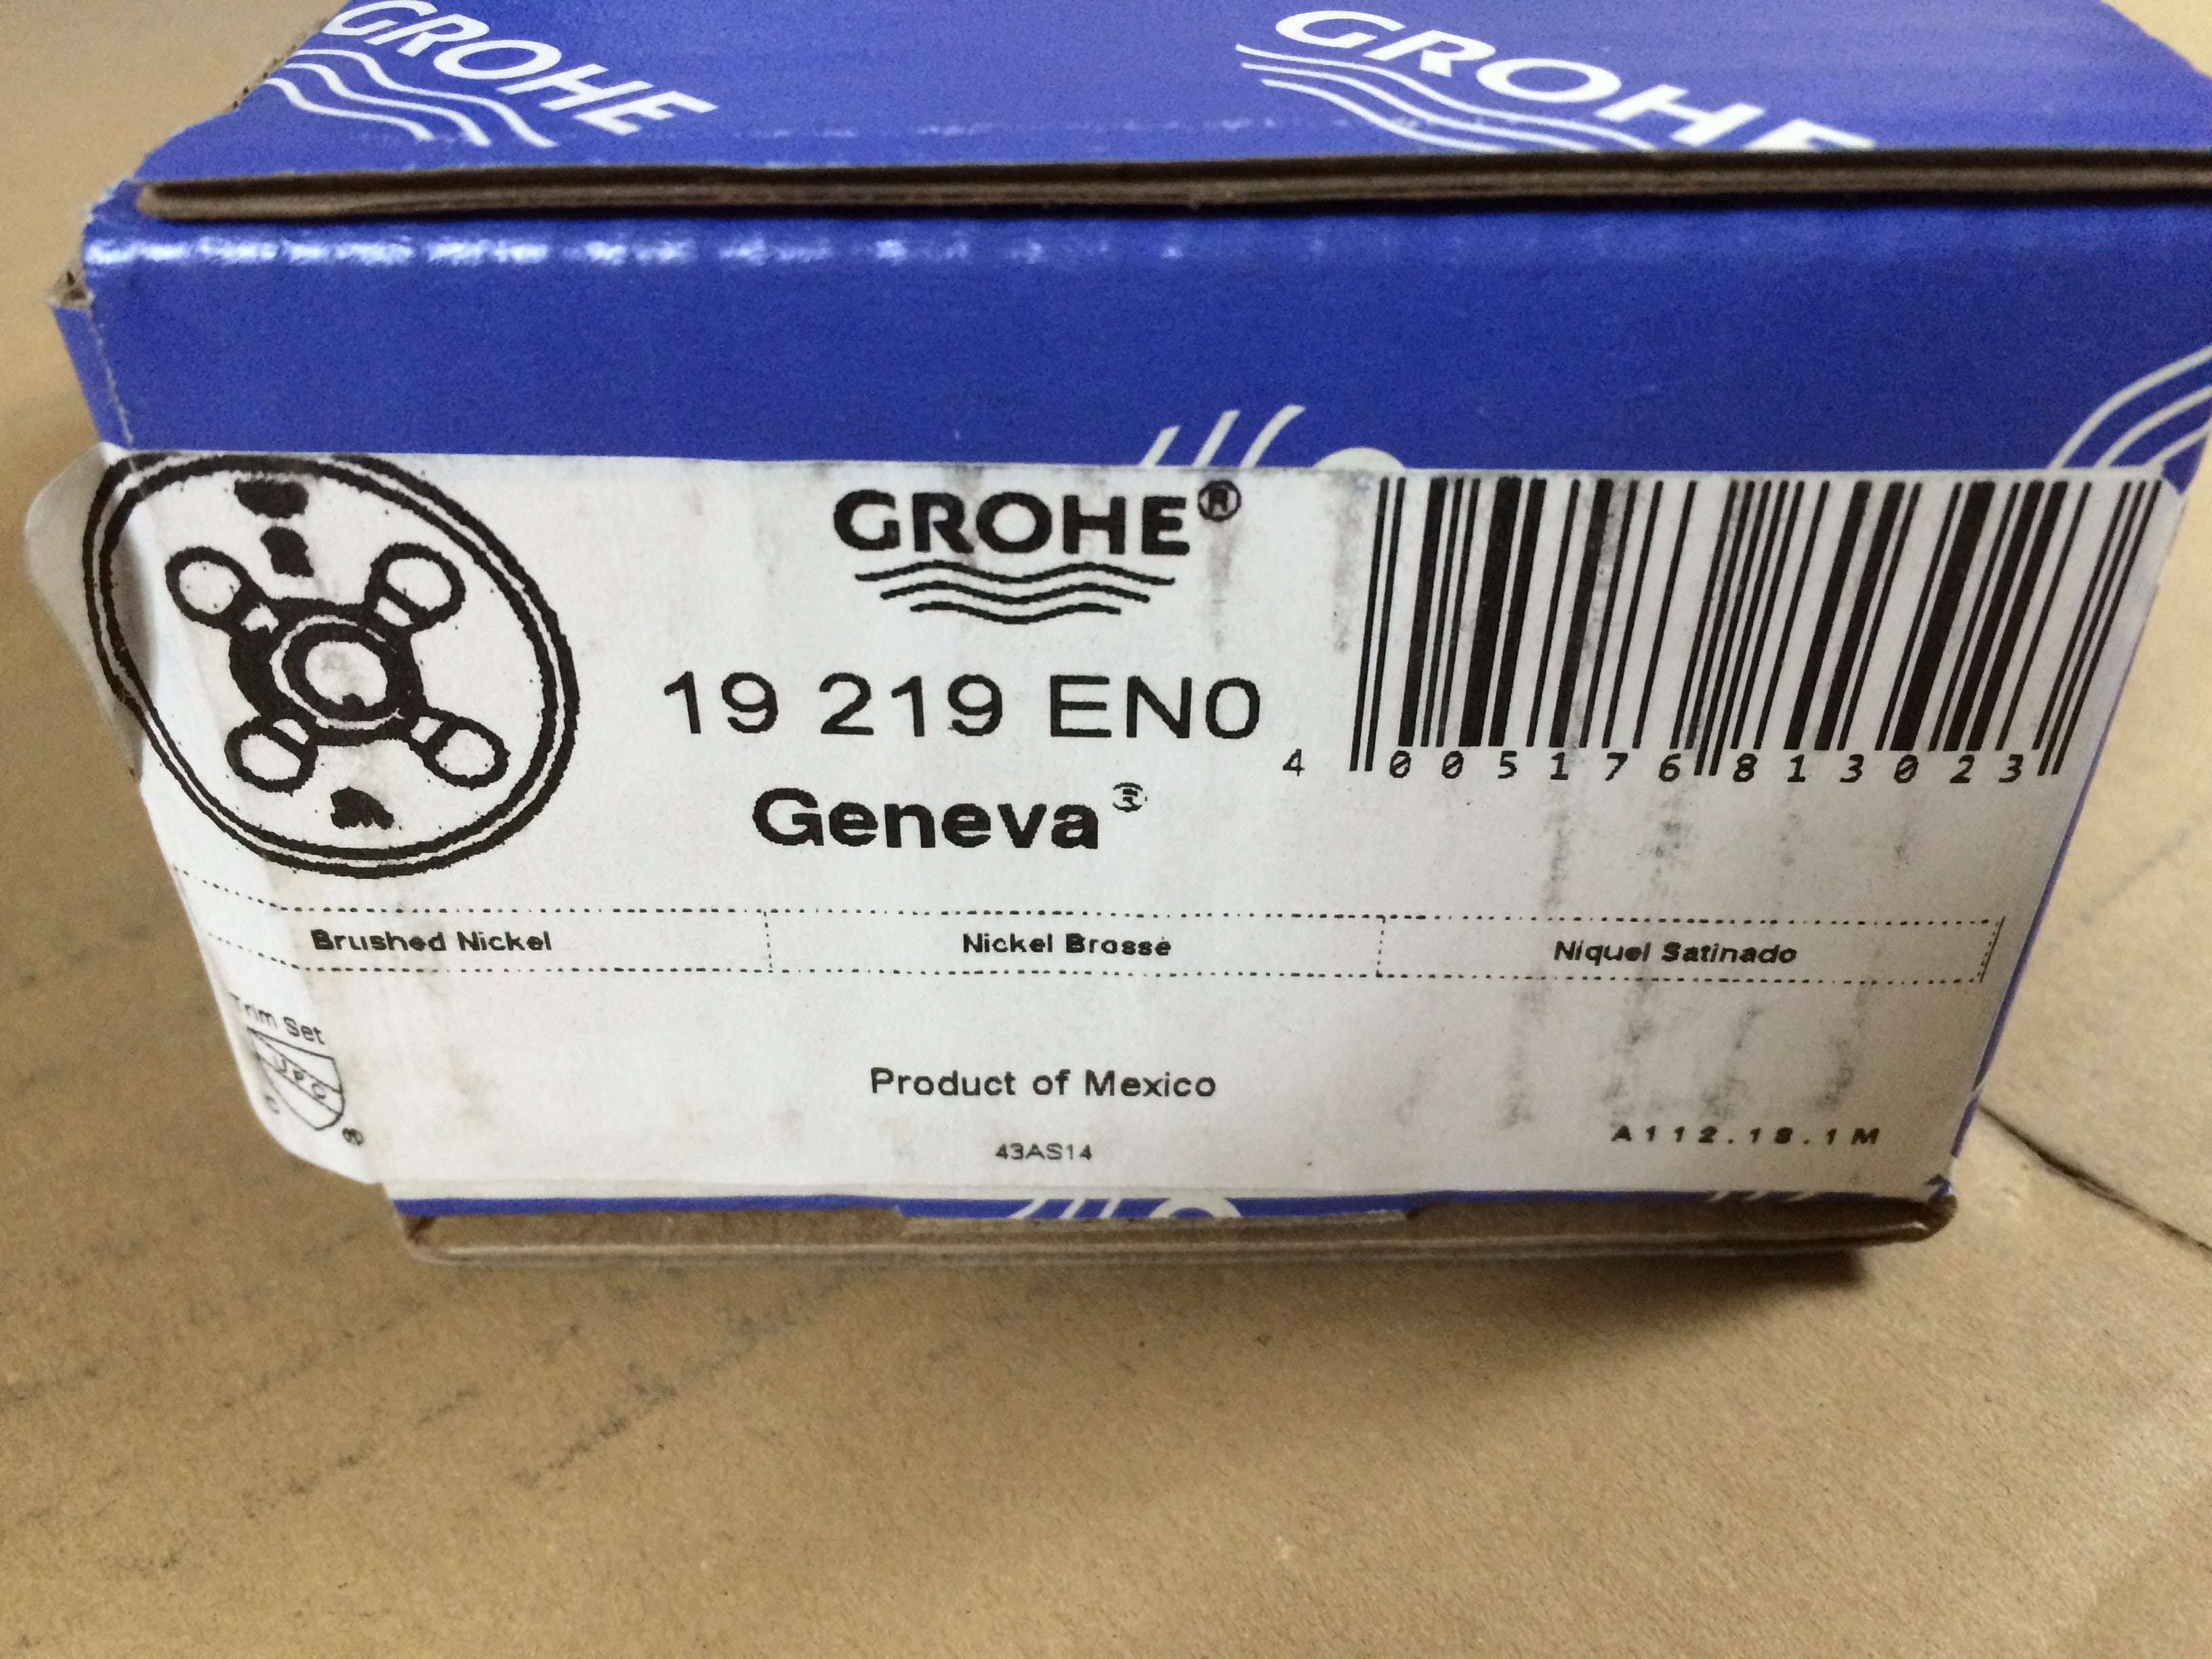 GROHE
GROHE
GROHE®
19 219 EN0
4 005176 813023
Geneva®
Brushed Nickel
Nickel Brosse
Niquel Satinado
Trim Set
UPC
®
Product of Mexico
43AS14
A112.18.1M